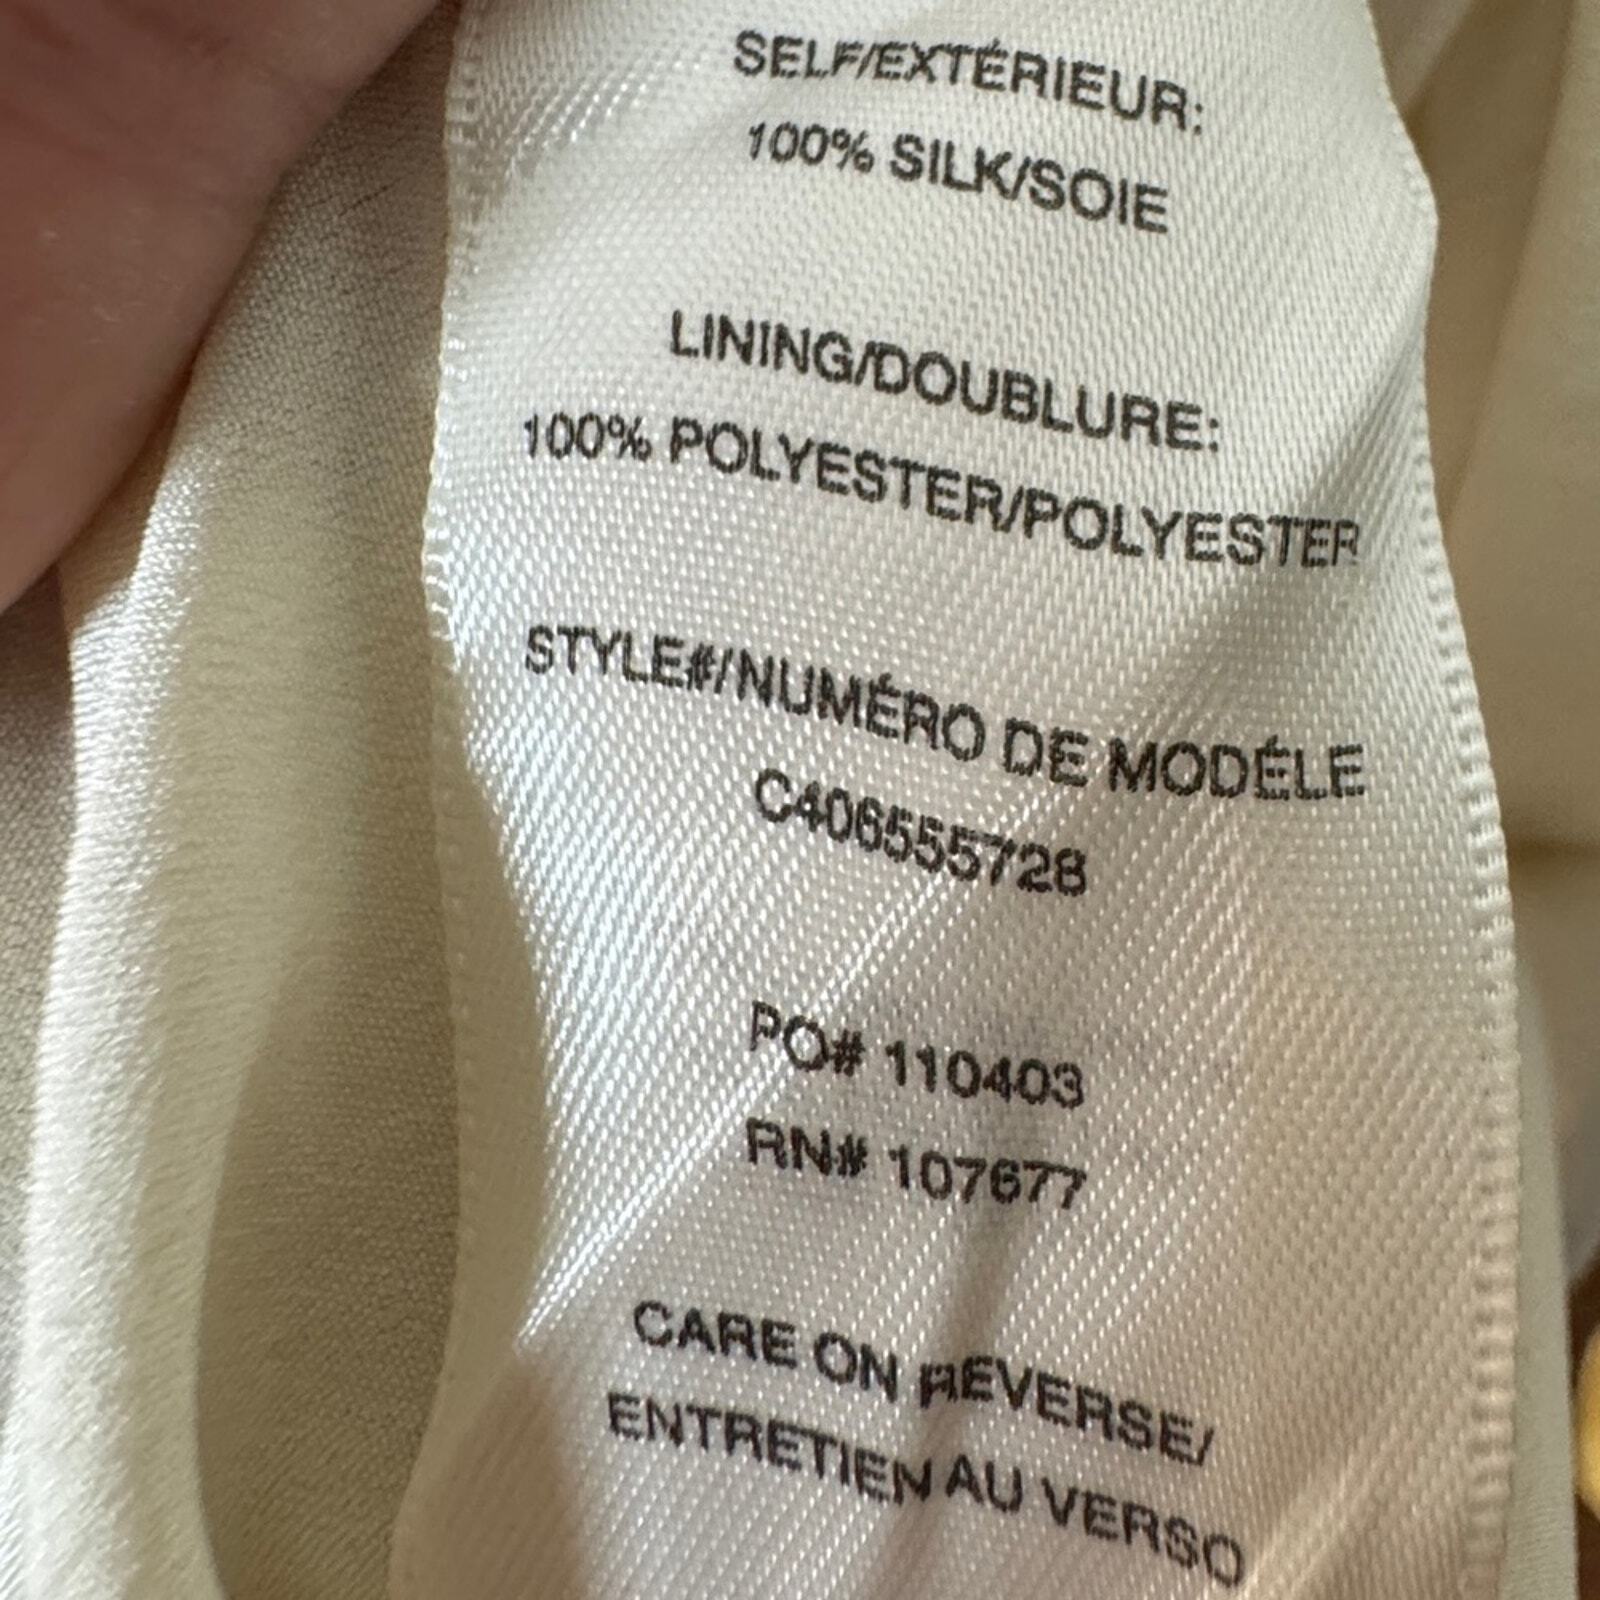 SELF/EXTÉRIEUR:
100% SILK/SOIE
LINING/DOUBLURE:
100% POLYESTER/POLYESTER
STYLE#/NUMÉRO DE MODÉLE
C406555728
PO# 110403
RN# 107677
CARE ON REVERSE/
ENTRETIEN AU VERSO